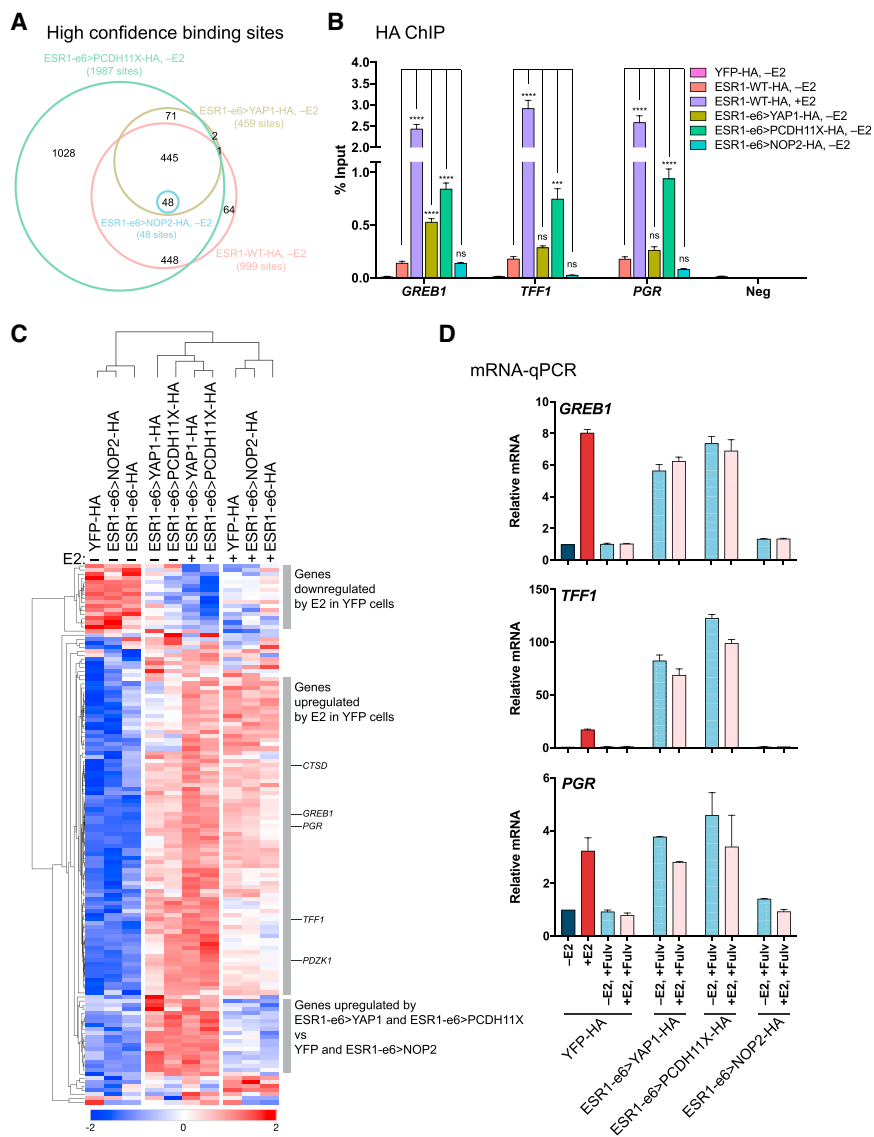 A
High confidence binding sites
ESR1-e6>PCDH11X-HA, –E2
(1987 sites)
ESR1-e6>YAP1-HA, –E2
(459 sites)
71
2
1
1028
445
48
64
ESR1-e6>NOP2-HA, –E2
(48 sites)
ESR1-WT-HA, –E2
(999 sites)
448
B
HA ChIP
% Input
4.0
3.5
3.0
2.5
2.0
1.5
1.0
0.5
0.0
****
****
****
ns
****
ns
***
ns
****
ns
****
ns
GREB1
TFF1
PGR
Neg
YFP-HA, –E2
ESR1-WT-HA, –E2
ESR1-WT-HA, +E2
ESR1-e6>YAP1-HA, –E2
ESR1-e6>PCDH11X-HA, –E2
ESR1-e6>NOP2-HA, –E2
C
YFP-HA
ESR1-e6>NOP2-HA
ESR1-e6-HA
ESR1-e6>YAP1-HA
ESR1-e6>PCDH11X-HA
ESR1-e6>YAP1-HA
ESR1-e6>PCDH11X-HA
YFP-HA
ESR1-e6>NOP2-HA
ESR1-e6-HA
E2: – – – – – + + + + +
Genes
downregulated
by E2 in YFP cells
Genes
upregulated
by E2 in YFP cells
CTSD
GREB1
PGR
TFF1
PDZK1
Genes upregulated by
ESR1-e6>YAP1 and ESR1-e6>PCDH11X
vs
YFP and ESR1-e6>NOP2
-2 0 2
D
mRNA-qPCR
GREB1
Relative mRNA
10
8
6
4
2
0
TFF1
Relative mRNA
150
100
50
0
PGR
Relative mRNA
6
4
2
0
–E2
+E2
–E2, +Fulv
+E2, +Fulv
–E2, +Fulv
+E2, +Fulv
–E2, +Fulv
+E2, +Fulv
–E2, +Fulv
+E2, +Fulv
YFP-HA
ESR1-e6>YAP1-HA
ESR1-e6>PCDH11X-HA
ESR1-e6>NOP2-HA